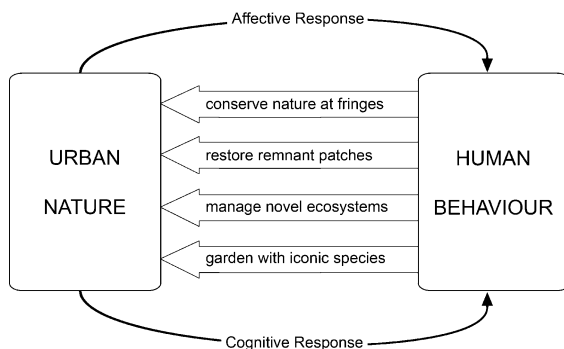 Affective Response
URBAN
NATURE
conserve nature at fringes
restore remnant patches
manage novel ecosystems
garden with iconic species
HUMAN
BEHAVIOUR
Cognitive Response